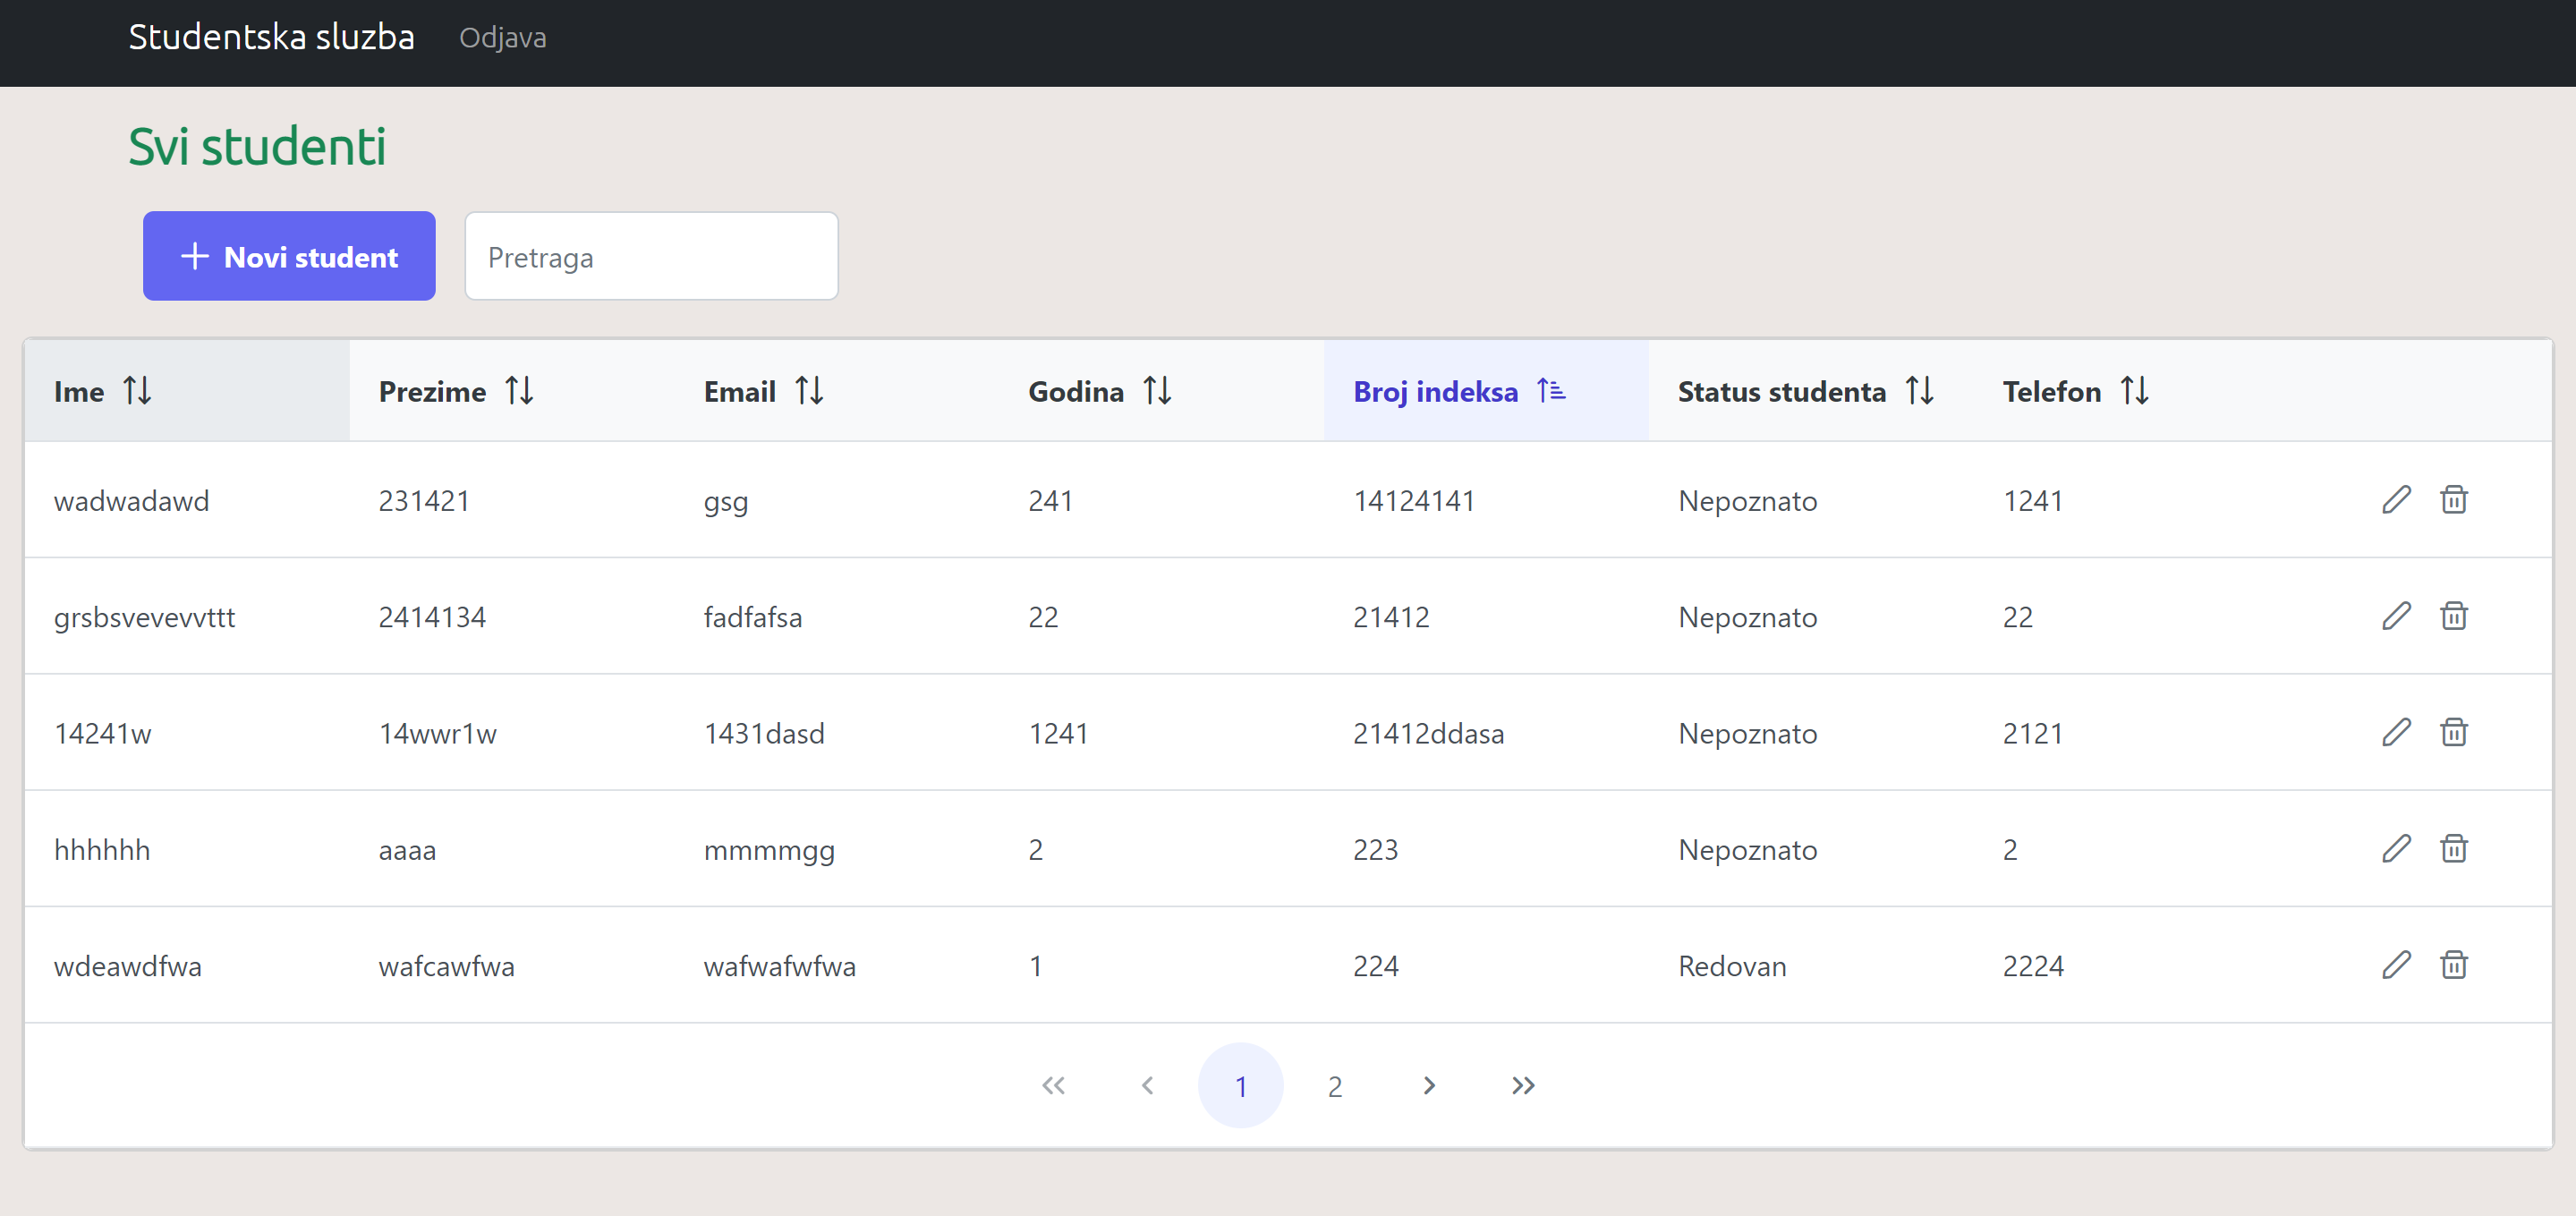 Studentska sluzba Odjava
Svi studenti
Novi student Pretraga
Ime Prezime Email Godina Broj indeksa Status studenta Telefon
wadwadawd 231421 gsg 241 14124141 Nepoznato 1241
grsbsvevevvttt 2414134 fadfafsa 22 21412 Nepoznato 22
14241w 14wwr1w 1431dasd 1241 21412ddasa Nepoznato 2121
hhhhhh aaaa mmmmgg 2 223 Nepoznato 2
wdeawdfwa wafcawfwa wafwafwfwa 1 224 Redovan 2224
1 2